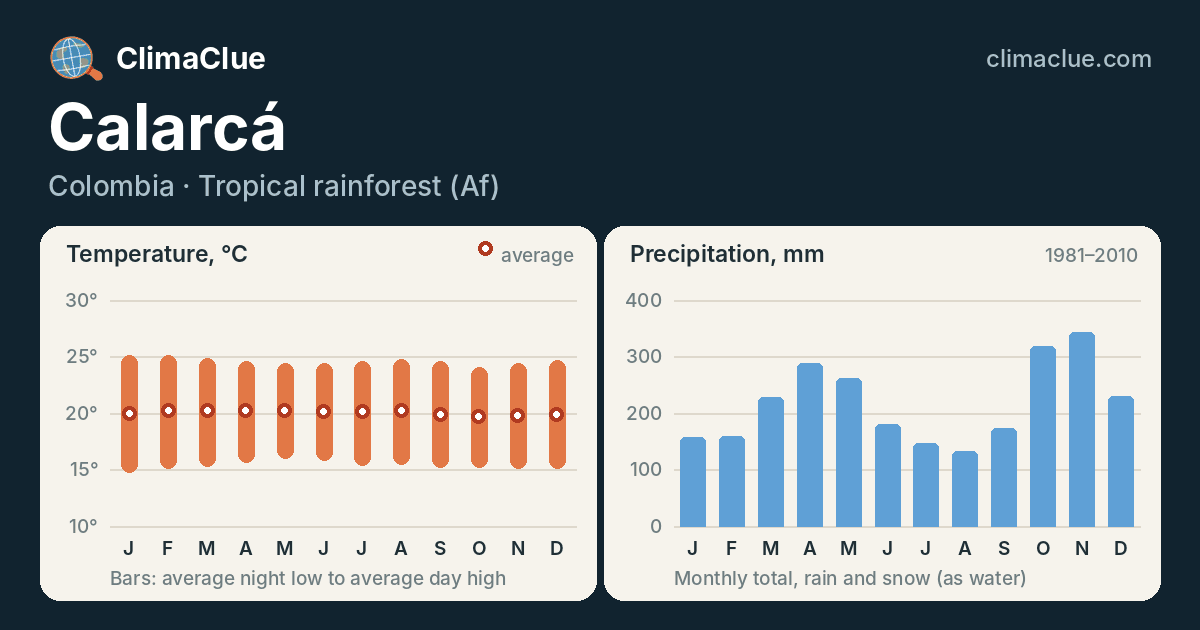 ClimaClue
climaclue.com
Calarcá
Colombia · Tropical rainforest (Af)
Temperature, °C
average
30°
25°
20°
15°
10°
J F M A M J J A S O N D
Bars: average night low to average day high
Precipitation, mm
1981–2010
400
300
200
100
0
J F M A M J J A S O N D
Monthly total, rain and snow (as water)